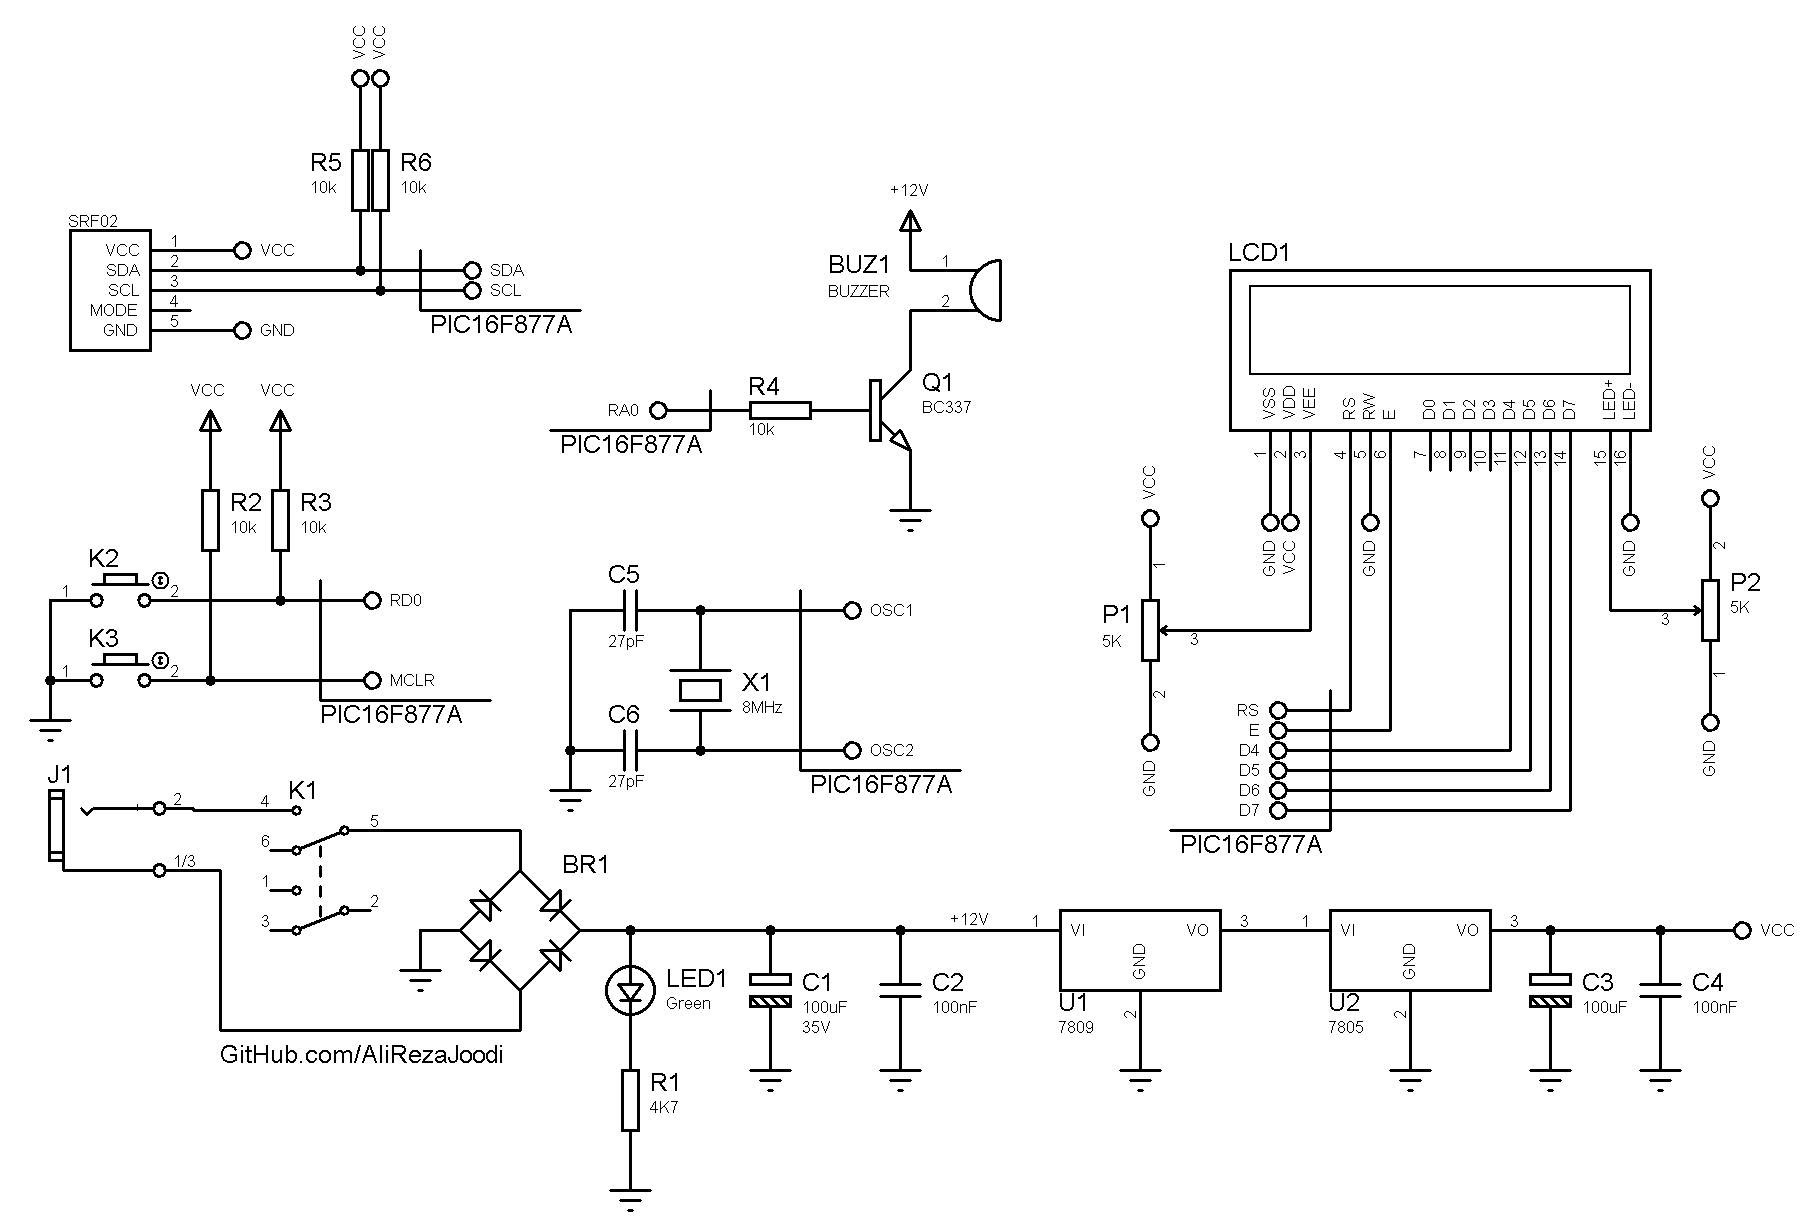 VCC
VCC
R5
10k
R6
10k
SRF02
VCC
SDA
SCL
MODE
GND
1
2
3
4
5
VCC
GND
SDA
SCL
PIC16F877A
+12V
BUZ1
BUZZER
1
2
Q1
BC337
R4
10k
RA0
PIC16F877A
LCD1
VSS
VDD
VEE
RS
RW
E
D0
D1
D2
D3
D4
D5
D6
D7
LED+
LED-
1
2
3
4
5
6
7
8
9
10
11
12
13
14
15
16
GND
VCC
GND
GND
VCC
1
P1
5K
3
2
GND
VCC
2
P2
5K
3
1
GND
RS
E
D4
D5
D6
D7
PIC16F877A
VCC
VCC
R2
10k
R3
10k
K2
1
2
RD0
K3
1
2
MCLR
PIC16F877A
C5
27pF
C6
27pF
X1
8MHz
OSC1
OSC2
PIC16F877A
J1
2
1/3
K1
4
5
6
1
2
3
BR1
GitHub.com/AliRezaJoodi
LED1
Green
R1
4K7
C1
100uF
35V
C2
100nF
+12V
1
VI
VO
3
GND
2
U1
7809
1
VI
VO
3
GND
2
U2
7805
C3
100uF
C4
100nF
VCC